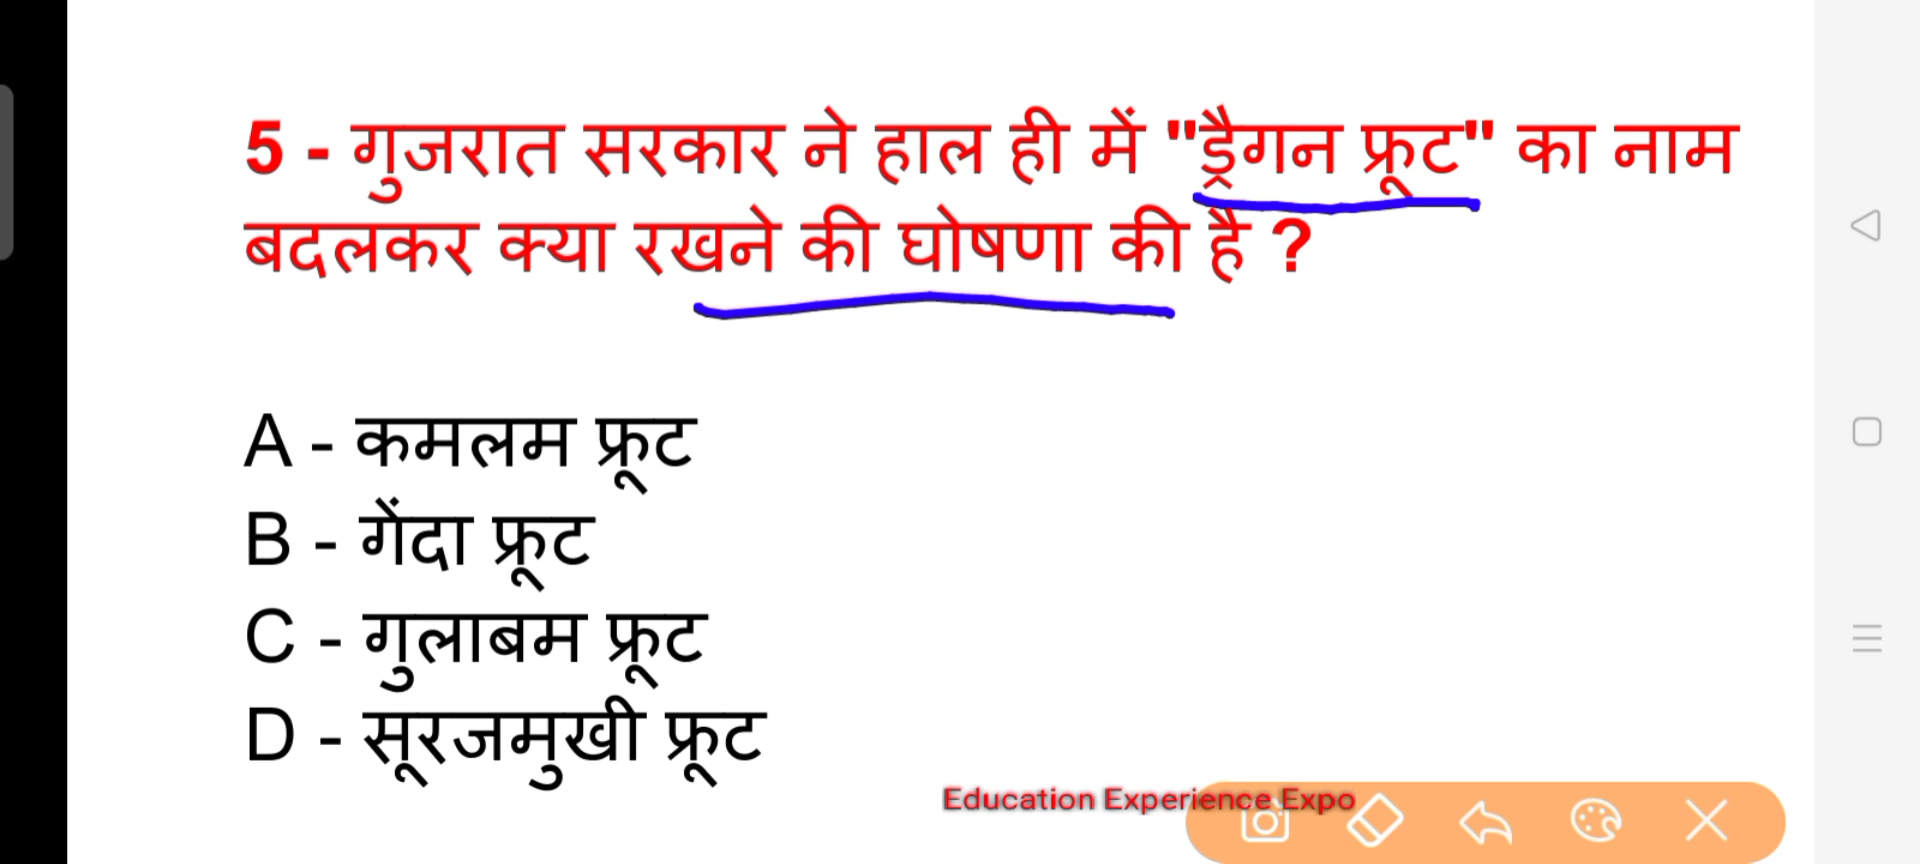 5 - गुजरात सरकार ने हाल ही में "ड्रैगन फ्रूट" का नाम
बदलकर क्या रखने की घोषणा की है ?
A - कमलम फ्रूट
B - गेंदा फ्रूट
C - गुलाबम फ्रूट
D - सूरजमुखी फ्रूट
Education Experience Expo